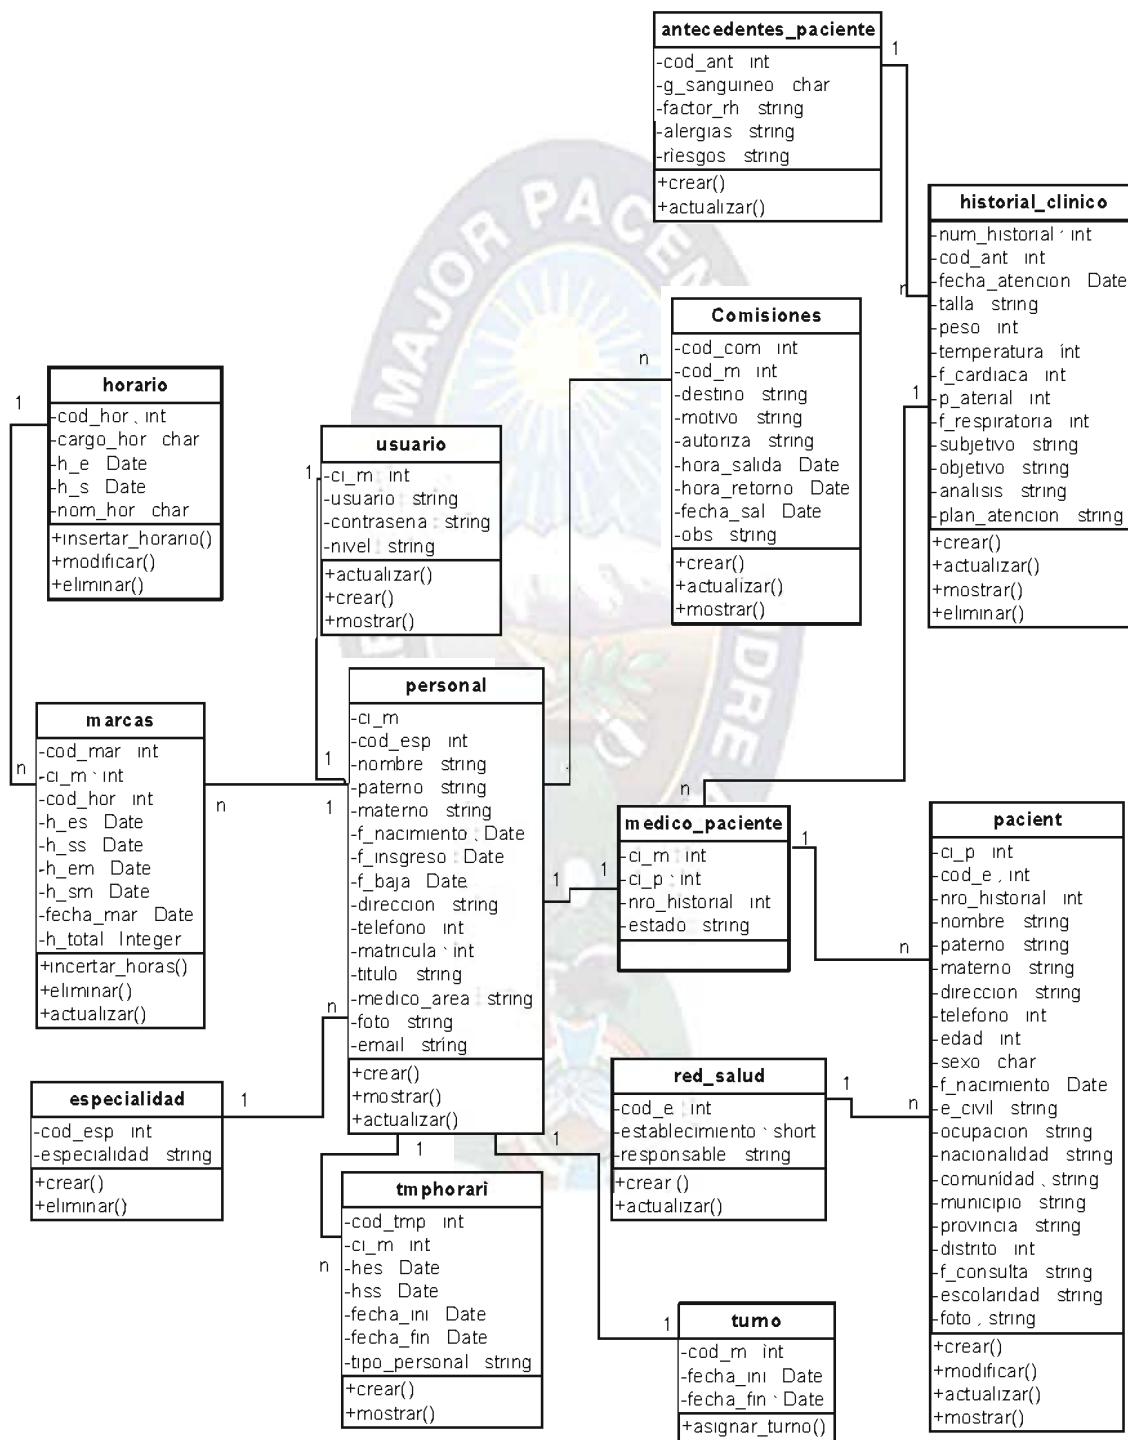 antecedentes_paciente
-cod_ant int
-g_sanguineo char
-factor_rh string
-alergias string
-riesgos string
+crear()
+actualizar()
1
n
historial_clinico
-num_historial : int
-cod_ant int
-fecha_atencion Date
-talla string
-peso int
-temperatura int
-f_cardiaca int
-p_aterial int
-f_respiratoria int
-subjetivo string
-objetivo string
-analisis string
-plan_atencion string
+crear()
+actualizar()
+mostrar()
+eliminar()
1
Comisiones
-cod_com int
-cod_m int
-destino string
-motivo string
-autoriza string
-hora_salida Date
-hora_retorno Date
-fecha_sal Date
-obs string
+crear()
+actualizar()
+mostrar()
n
horario
-cod_hor . int
-cargo_hor char
-h_e Date
-h_s Date
-nom_hor char
+insertar_horario()
+modificar()
+eliminar()
1
usuario
-ci_m : int
-usuario : string
-contrasena : string
-nivel : string
+actualizar()
+crear()
+mostrar()
1
MAJOR PACEN
DRE
personal
-ci_m
-cod_esp int
-nombre string
-paterno string
-materno string
-f_nacimiento : Date
-f_insgreso : Date
-f_baja Date
-direccion string
-telefono int
-matricula : int
-titulo string
-medico_area : string
-foto string
-email string
+crear()
+mostrar()
+actualizar()
1
1
n
1
1
1
marcas
-cod_mar int
-ci_m : int
-cod_hor int
-h_es Date
-h_ss Date
-h_em Date
-h_sm Date
-fecha_mar Date
-h_total Integer
+incertar_horas()
+eliminar()
+actualizar()
n
n
medico_paciente
-ci_m : int
-ci_p : int
-nro_historial int
-estado string
n
1
1
pacient
-ci_p int
-cod_e . int
-nro_historial int
-nombre string
-paterno string
-materno string
-direccion string
-telefono int
-edad int
-sexo char
-f_nacimiento Date
-e_civil string
-ocupacion string
-nacionalidad string
-comunidad . string
-municipio string
-provincia string
-distrito int
-f_consulta string
-escolaridad string
-foto . string
+crear()
+modificar()
+actualizar()
+mostrar()
n
n
especialidad
-cod_esp int
-especialidad string
+crear()
+eliminar()
1
red_salud
-cod_e : int
-establecimiento : short
-responsable string
+crear ()
+actualizar()
1
tmphorari
-cod_tmp int
-ci_m int
-hes Date
-hss Date
-fecha_ini Date
-fecha_fin Date
-tipo_personal string
+crear()
+mostrar()
n
turno
-cod_m int
-fecha_ini Date
-fecha_fin : Date
+asignar_turno()
1